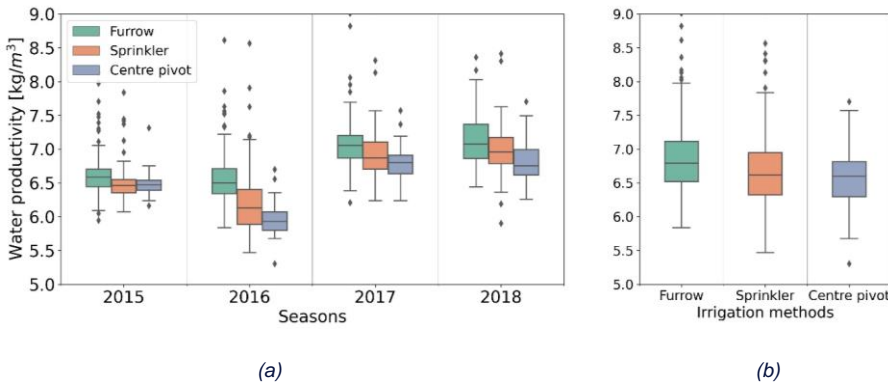 Water productivity [kg/m³]
9.0
8.5
8.0
7.5
7.0
6.5
6.0
5.5
5.0
Furrow
Sprinkler
Centre pivot
2015 2016 2017 2018
Seasons
(a)
9.0
8.5
8.0
7.5
7.0
6.5
6.0
5.5
5.0
Furrow Sprinkler Centre pivot
Irrigation methods
(b)